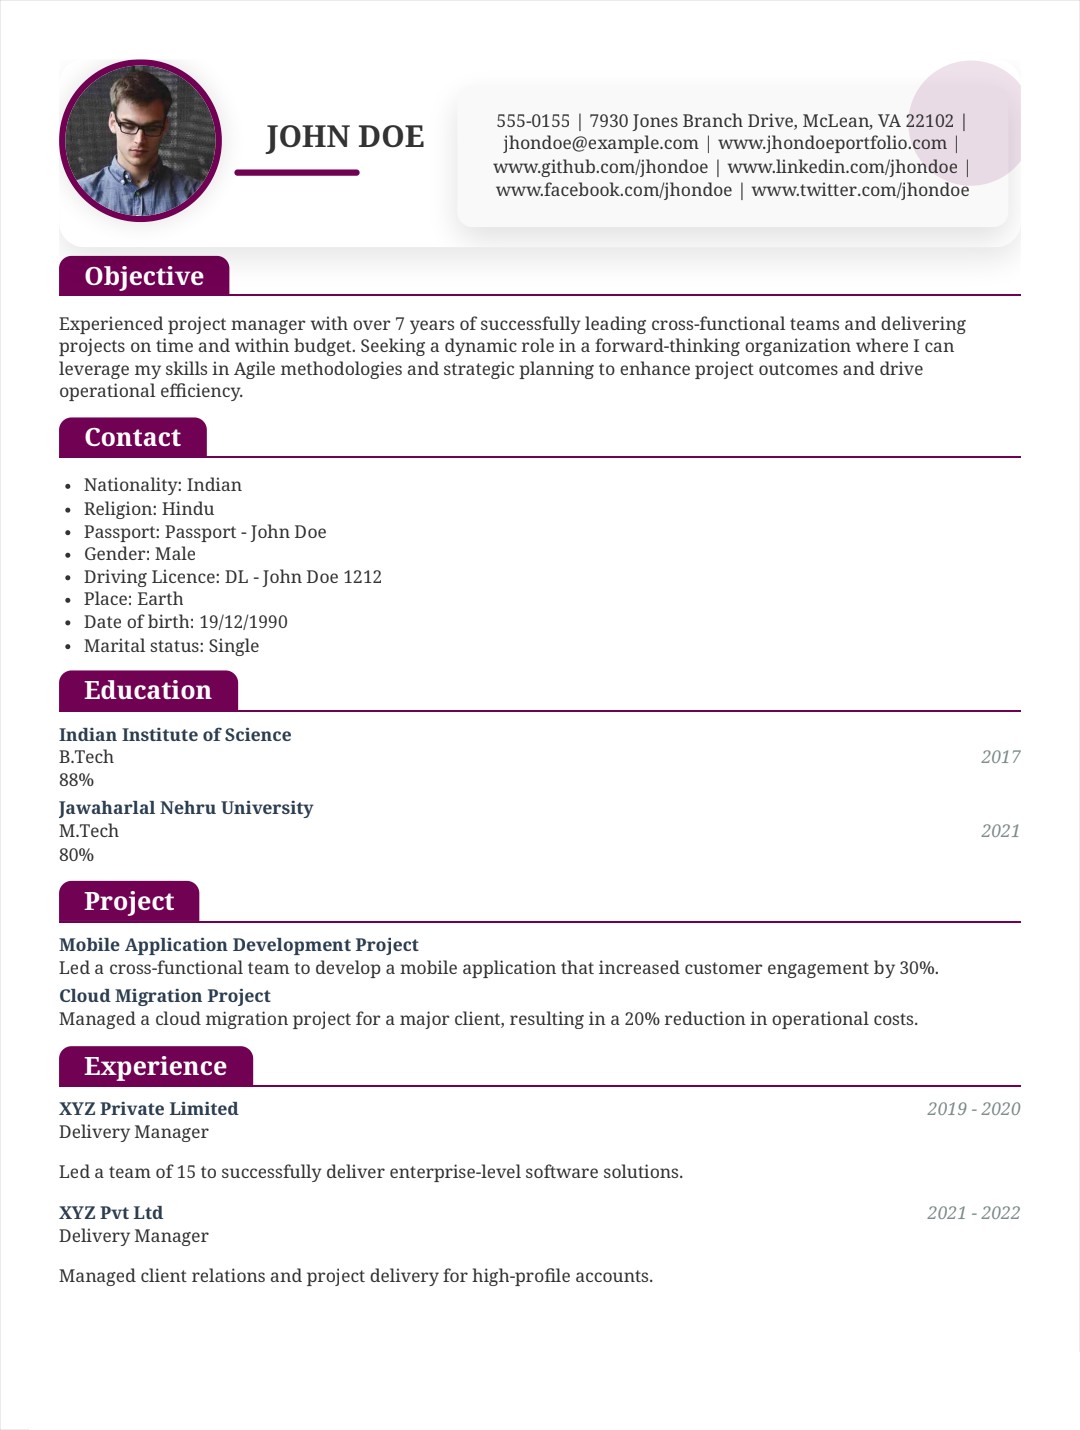 JOHN DOE
555-0155 | 7930 Jones Branch Drive, McLean, VA 22102 |
jhondoe@example.com | www.jhondoeportfolio.com |
www.github.com/jhondoe | www.linkedin.com/jhondoe |
www.facebook.com/jhondoe | www.twitter.com/jhondoe
Objective
Experienced project manager with over 7 years of successfully leading cross-functional teams and delivering
projects on time and within budget. Seeking a dynamic role in a forward-thinking organization where I can
leverage my skills in Agile methodologies and strategic planning to enhance project outcomes and drive
operational efficiency.
Contact
• Nationality: Indian
• Religion: Hindu
• Passport: Passport - John Doe
• Gender: Male
• Driving Licence: DL - John Doe 1212
• Place: Earth
• Date of birth: 19/12/1990
• Marital status: Single
Education
Indian Institute of Science
B.Tech 2017
88%
Jawaharlal Nehru University
M.Tech 2021
80%
Project
Mobile Application Development Project
Led a cross-functional team to develop a mobile application that increased customer engagement by 30%.
Cloud Migration Project
Managed a cloud migration project for a major client, resulting in a 20% reduction in operational costs.
Experience
XYZ Private Limited 2019 - 2020
Delivery Manager
Led a team of 15 to successfully deliver enterprise-level software solutions.
XYZ Pvt Ltd 2021 - 2022
Delivery Manager
Managed client relations and project delivery for high-profile accounts.